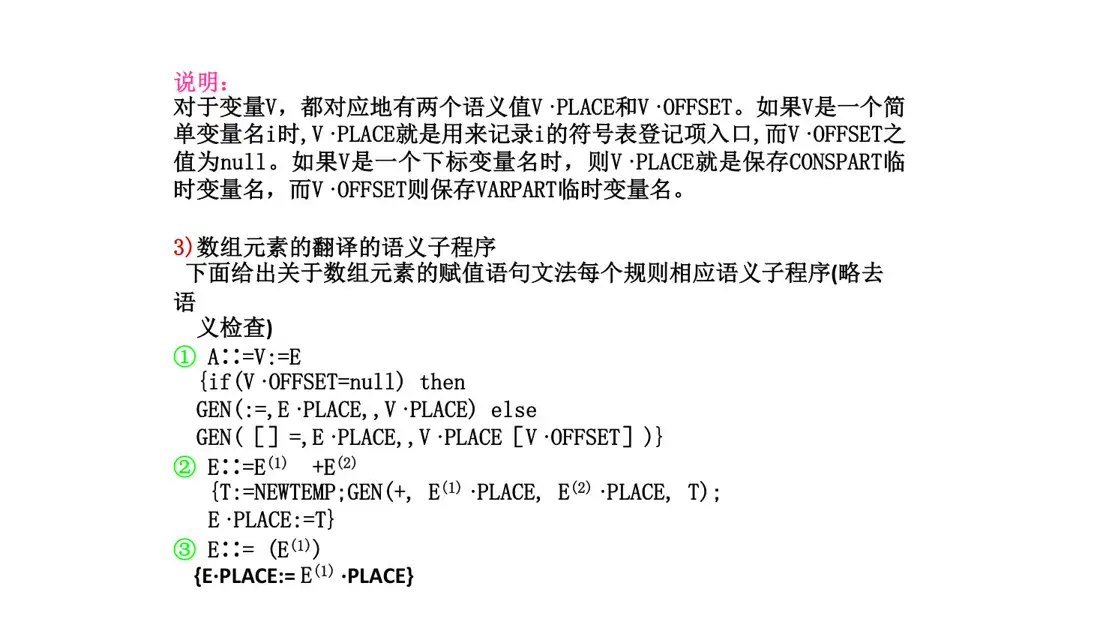 说明:
对于变量V，都对应地有两个语义值V·PLACE和V·OFFSET。如果V是一个简
单变量名i时,V·PLACE就是用来记录i的符号表登记项入口,而V·OFFSET之
值为null。如果V是一个下标变量名时，则V·PLACE就是保存CONSPART临
时变量名，而V·OFFSET则保存VARPART临时变量名。
3)数组元素的翻译的语义子程序
下面给出关于数组元素的赋值语句文法每个规则相应语义子程序(略去
语
义检查)
① A::=V:=E
{if(V·OFFSET=null) then
GEN(:=,E·PLACE,,V·PLACE) else
GEN(［］=,E·PLACE,,V·PLACE［V·OFFSET］)}
② E::=E⁽¹⁾ +E⁽²⁾
{T:=NEWTEMP;GEN(+, E⁽¹⁾·PLACE, E⁽²⁾·PLACE, T);
E·PLACE:=T}
③ E::= (E⁽¹⁾)
{E·PLACE:= E⁽¹⁾ ·PLACE}